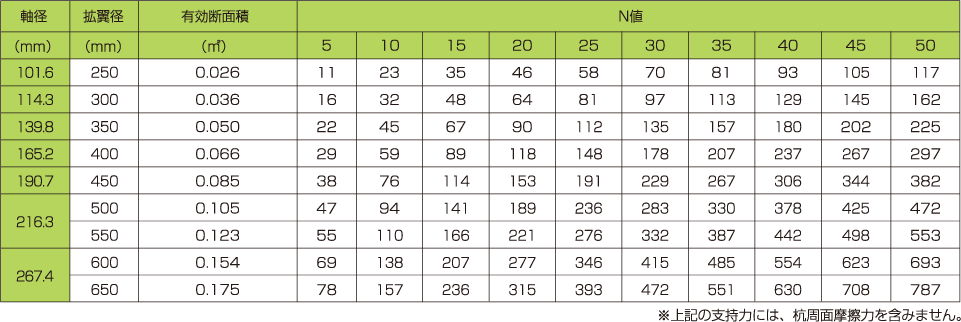 軸径 拡翼径 有効断面積 N値
（mm） （mm） （㎡） 5 10 15 20 25 30 35 40 45 50
101.6 250 0.026 11 23 35 46 58 70 81 93 105 117
114.3 300 0.036 16 32 48 64 81 97 113 129 145 162
139.8 350 0.050 22 45 67 90 112 135 157 180 202 225
165.2 400 0.066 29 59 89 118 148 178 207 237 267 297
190.7 450 0.085 38 76 114 153 191 229 267 306 344 382
216.3 500 0.105 47 94 141 189 236 283 330 378 425 472
550 0.123 55 110 166 221 276 332 387 442 498 553
267.4 600 0.154 69 138 207 277 346 415 485 554 623 693
650 0.175 78 157 236 315 393 472 551 630 708 787
※上記の支持力には、杭周面摩擦力を含みません。